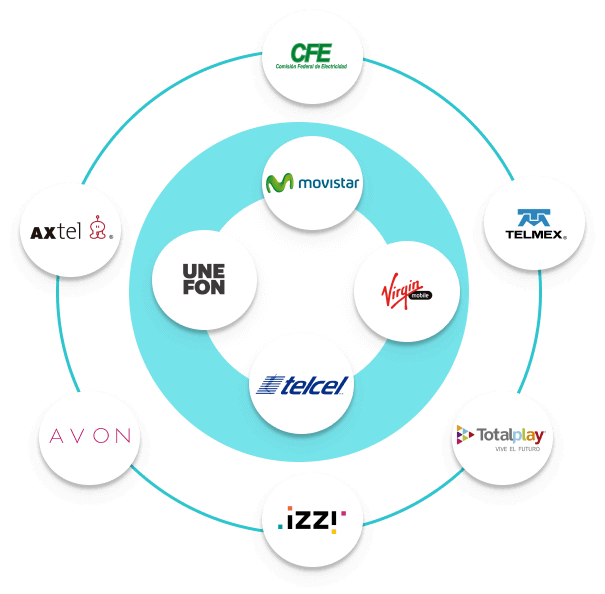 CFE
Comisión Federal de Electricidad
movistar
AXtel
®
TELMEX®
UNE
FON
Virgin
mobile
telcel
AVON
Totalplay
VIVE EL FUTURO
izzi